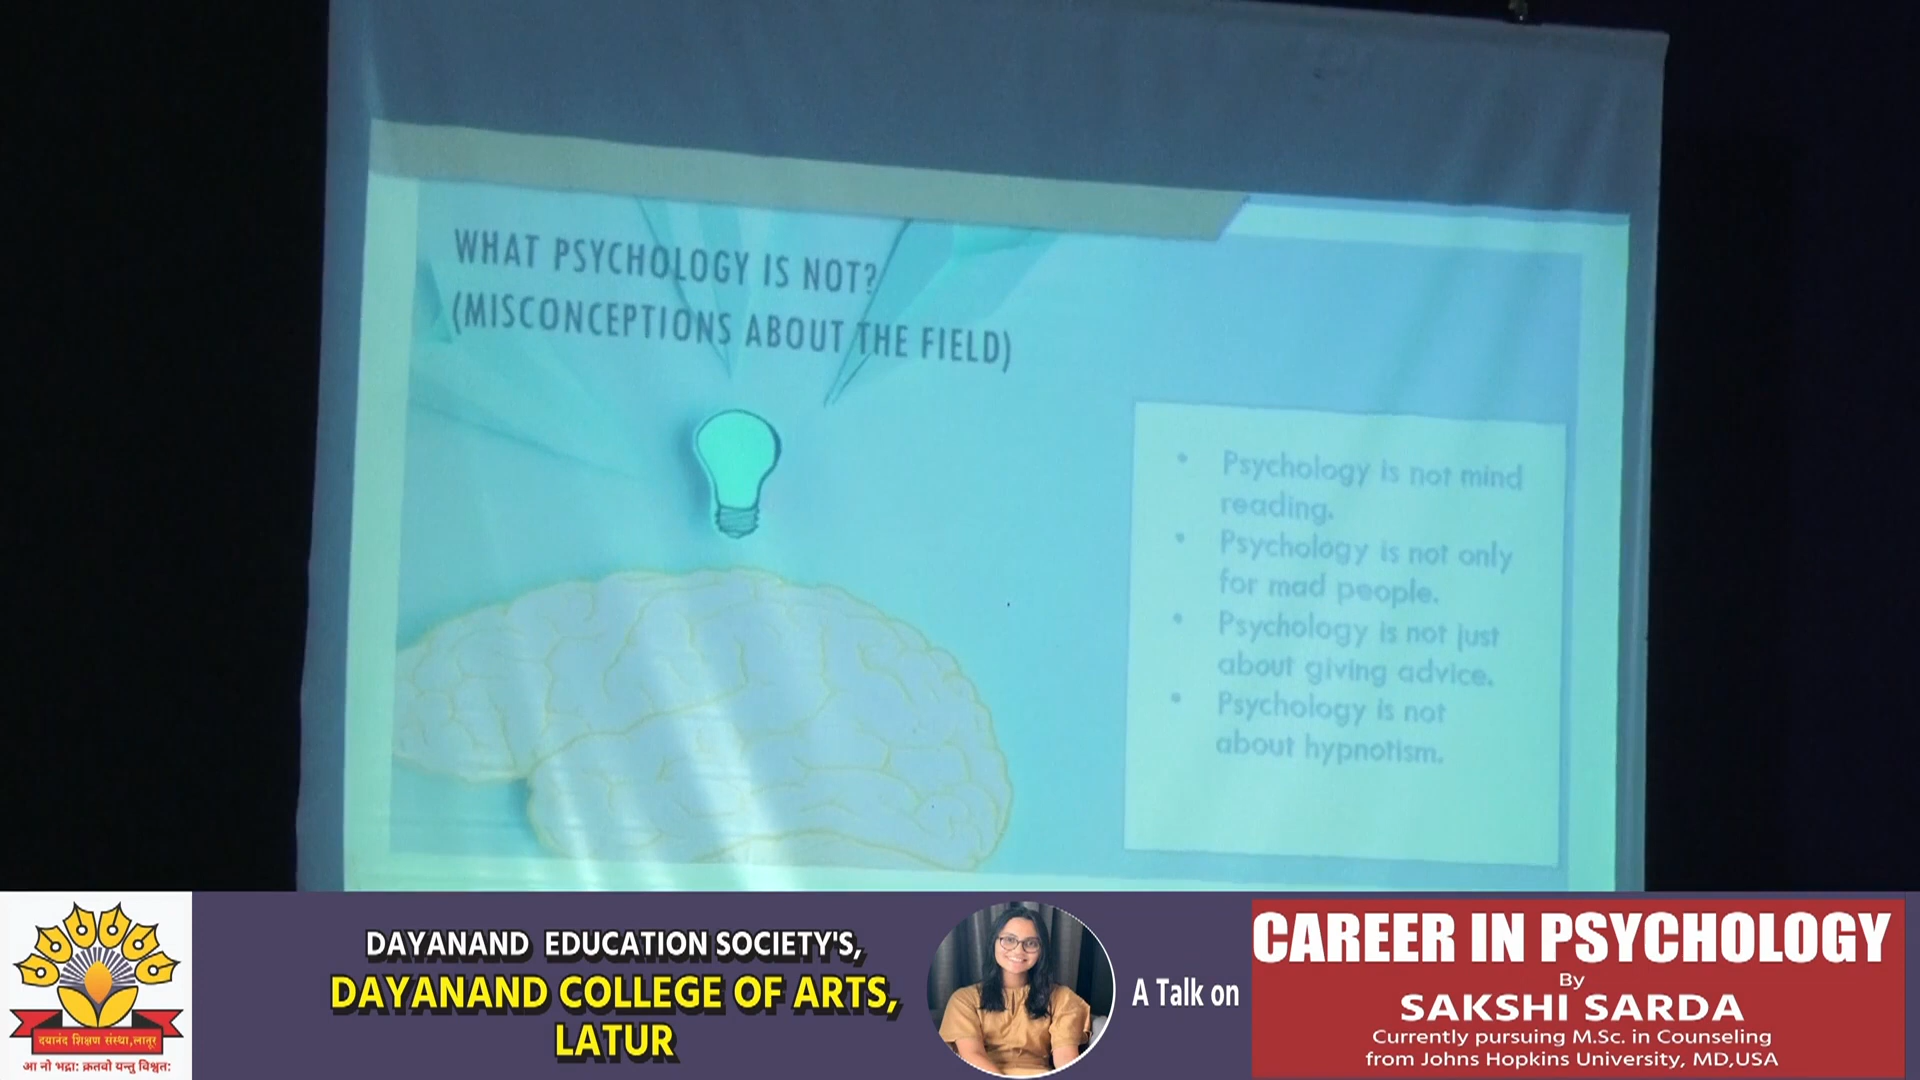 WHAT PSYCHOLOGY IS NOT?
(MISCONCEPTIONS ABOUT THE FIELD)
• Psychology is not mind
reading.
• Psychology is not only
for mad people.
• Psychology is not just
about giving advice.
• Psychology is not
about hypnotism.
दयानंद शिक्षण संस्था,लातूर
आ नो भद्रा: क्रतवो यन्तु विश्वत:
DAYANAND EDUCATION SOCIETY'S,
DAYANAND COLLEGE OF ARTS,
LATUR
A Talk on
CAREER IN PSYCHOLOGY
By
SAKSHI SARDA
Currently pursuing M.Sc. in Counseling
from Johns Hopkins University, MD,USA